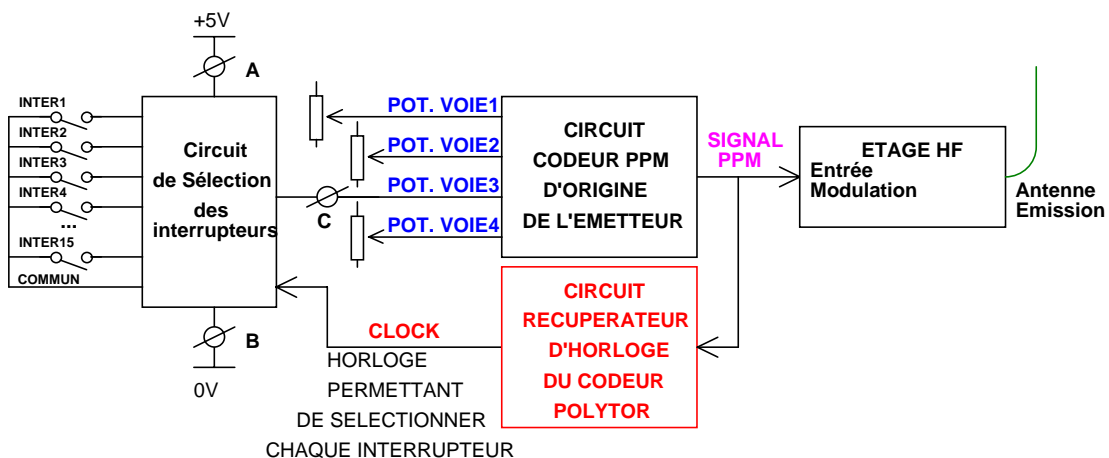 +5V
A
INTER1
INTER2
INTER3
INTER4
...
INTER15
COMMUN
Circuit
de Sélection
des
interrupteurs
B
0V
C
POT. VOIE1
POT. VOIE2
POT. VOIE3
POT. VOIE4
CIRCUIT
CODEUR PPM
D'ORIGINE
DE L'EMETTEUR
SIGNAL
PPM
ETAGE HF
Entrée
Modulation
Antenne
Emission
CIRCUIT
RECUPERATEUR
D'HORLOGE
DU CODEUR
POLYTOR
CLOCK
HORLOGE
PERMETTANT
DE SELECTIONNER
CHAQUE INTERRUPTEUR